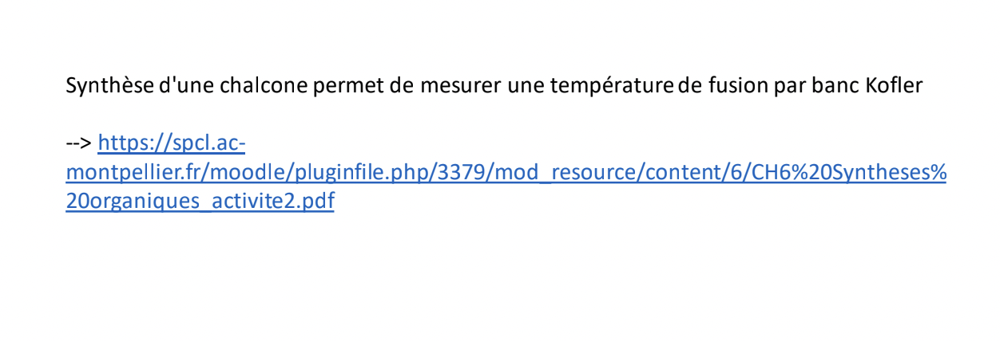 Synthèse d'une chalcone permet de mesurer une température de fusion par banc Kofler
--> https://spcl.ac-
montpellier.fr/moodle/pluginfile.php/3379/mod_resource/content/6/CH6%20Syntheses%
20organiques_activite2.pdf